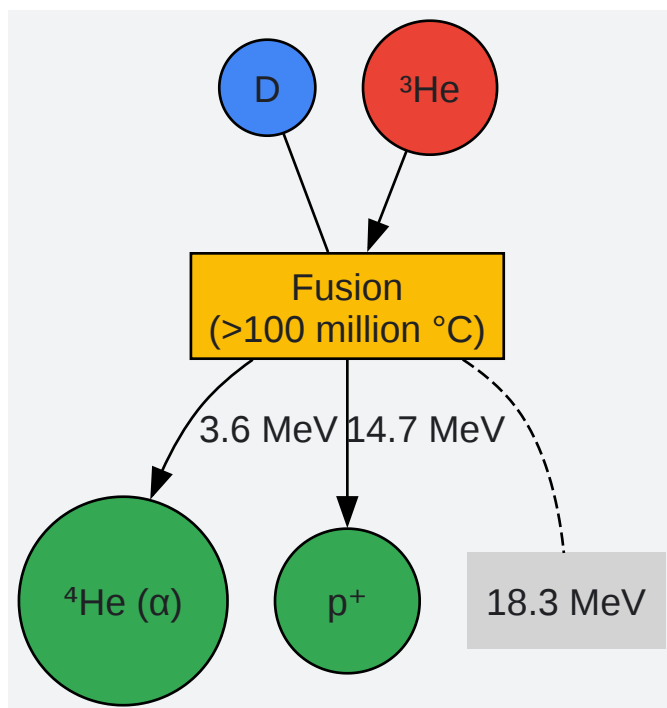 D
³He
Fusion
(>100 million °C)
3.6 MeV
14.7 MeV
⁴He (α)
p⁺
18.3 MeV